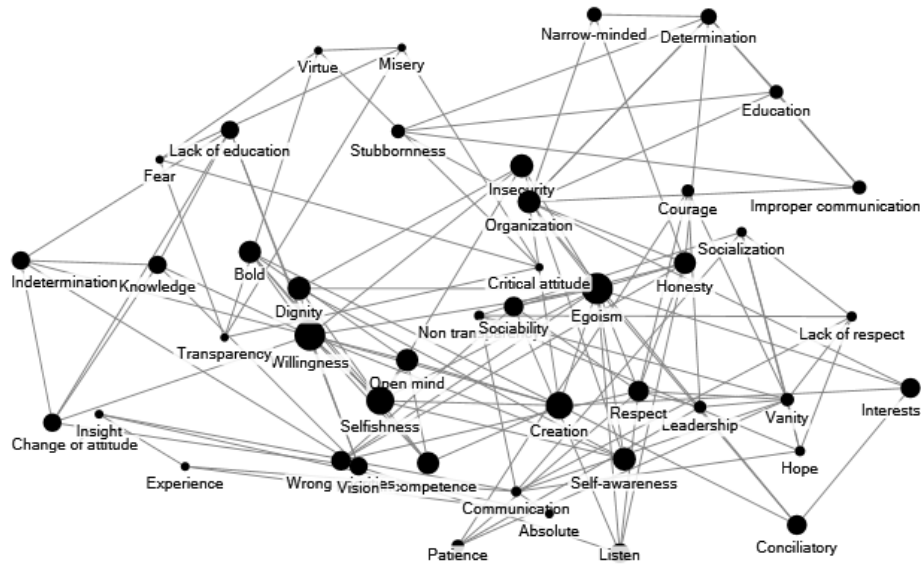 Narrow-minded
Determination
Virtue
Misery
Education
Lack of education
Stubbornness
Fear
Insecurity
Courage
Improper communication
Organization
Socialization
Bold
Critical attitude
Honesty
Indetermination
Knowledge
Dignity
Egoism
Non
Sociability
Lack of respect
Transparency
Willingness
Open mind
Respect
Interests
Selfishness
Creation
Leadership
Vanity
Change of attitude
Insight
Hope
Experience
Wrong
Vision
competence
Self-awareness
Communication
Absolute
Patience
Listen
Conciliatory